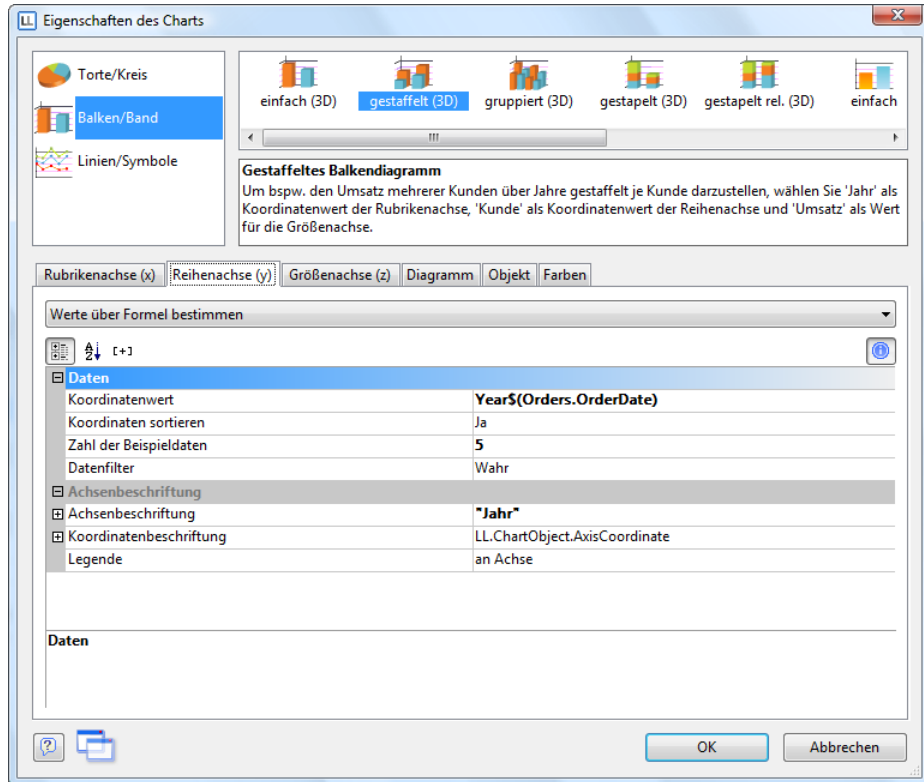 LL Eigenschaften des Charts
Torte/Kreis
Balken/Band
Linien/Symbole
einfach (3D) gestaffelt (3D) gruppiert (3D) gestapelt (3D) gestapelt rel. (3D) einfach
Gestaffeltes Balkendiagramm
Um bspw. den Umsatz mehrerer Kunden über Jahre gestaffelt je Kunde darzustellen, wählen Sie 'Jahr' als
Koordinatenwert der Rubrikenachse, 'Kunde' als Koordinatenwert der Reihenachse und 'Umsatz' als Wert
für die Größenachse.
Rubrikenachse (x) Reihenachse (y) Größenachse (z) Diagramm Objekt Farben
Werte über Formel bestimmen
A Z [+]
Daten
Koordinatenwert Year$(Orders.OrderDate)
Koordinaten sortieren Ja
Zahl der Beispieldaten 5
Datenfilter Wahr
Achsenbeschriftung
Achsenbeschriftung "Jahr"
Koordinatenbeschriftung LL.ChartObject.AxisCoordinate
Legende an Achse
Daten
OK Abbrechen